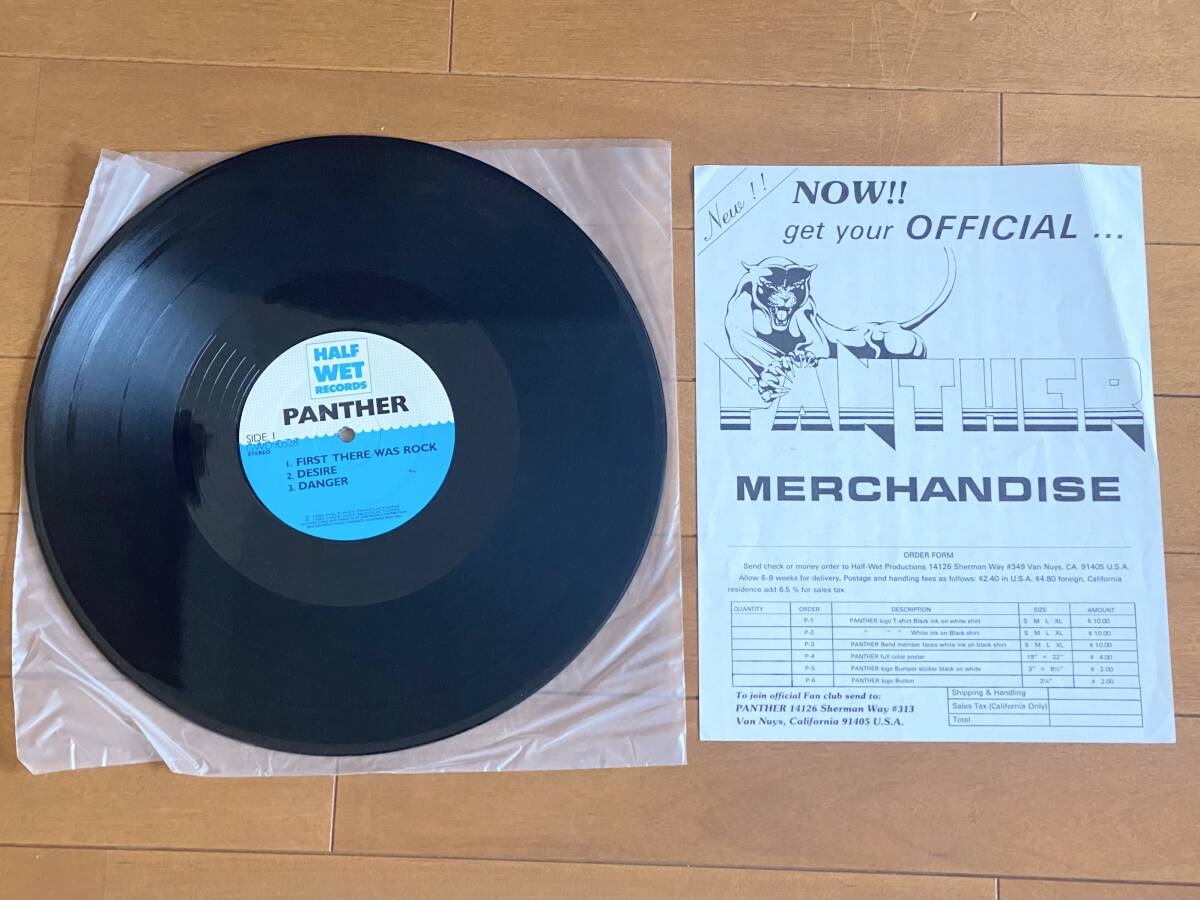 HALF
WET
RECORDS
PANTHER
SIDE 1
GWD90528
STEREO
1. FIRST THERE WAS ROCK
2. DESIRE
3. DANGER
New!!
NOW!!
get your OFFICIAL ...
PANTHER
MERCHANDISE
ORDER FORM
Send check or money order to Half-Wet Productions 14126 Sherman Way #349 Van Nuys, CA. 91405 U.S.A.
Allow 6-8 weeks for delivery. Postage and handling fees as follows: $2.40 in U.S.A. $4.80 foreign, California
residence add 6.5 % for sales tax.
QUANTITY ORDER DESCRIPTION SIZE AMOUNT
P-1 PANTHER logo T-shirt Black ink on white shirt S M L XL $ 10.00
P-2 " " " White ink on Black shirt S M L XL $ 10.00
P-3 PANTHER Band member faces white ink on black shirt S M L XL $ 10.00
P-4 PANTHER full color poster 19" × 22" $ 4.00
P-5 PANTHER logo Bumper sticker black on white 3" × 8½" $ 2.00
P-6 PANTHER logo Button 2¼" $ 2.00
To join official Fan club send to:
PANTHER 14126 Sherman Way #313
Van Nuys, California 91405 U.S.A.
Shipping & Handling
Sales Tax (California Only)
Total